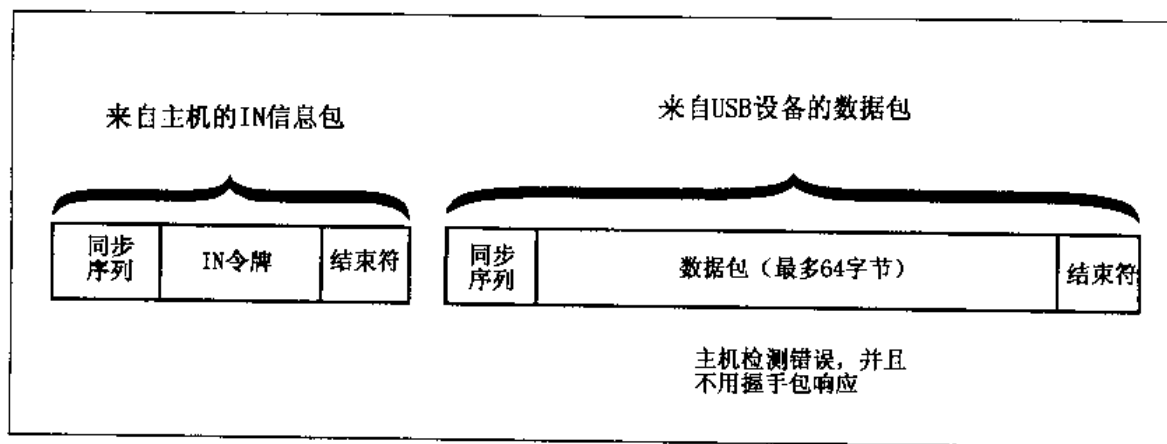 来自主机的IN信息包
来自USB设备的数据包
同步
序列
IN令牌
结束符
同步
序列
数据包（最多64字节）
结束符
主机检测错误，并且
不用握手包响应